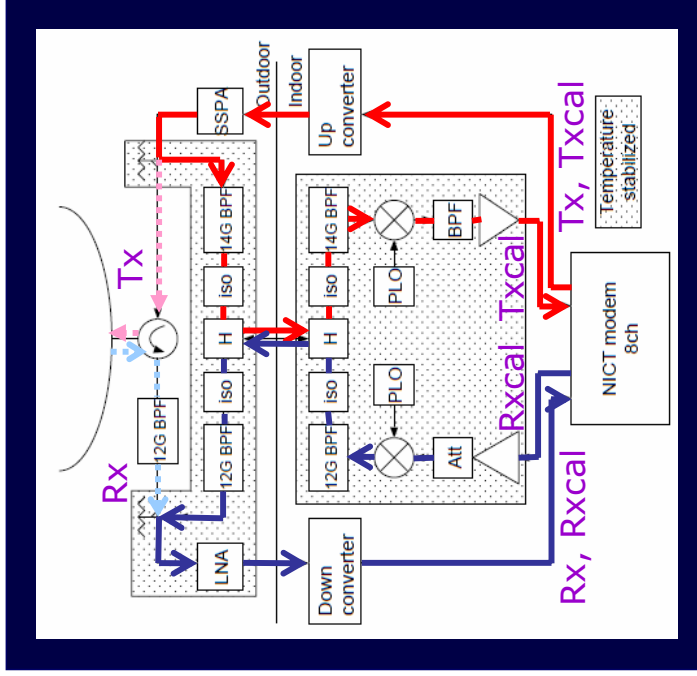 Outdoor
Indoor
SSPA
Up
converter
Tx, Txcal
Temperature
stabilized
Tx
14G BPF
iso
H
iso
12G BPF
14G BPF
iso
H
iso
12G BPF
PLO
BPF
PLO
Att
Rxcal Txcal
NICT modem
8ch
Rx
12G BPF
LNA
Down
converter
Rx, Rxcal